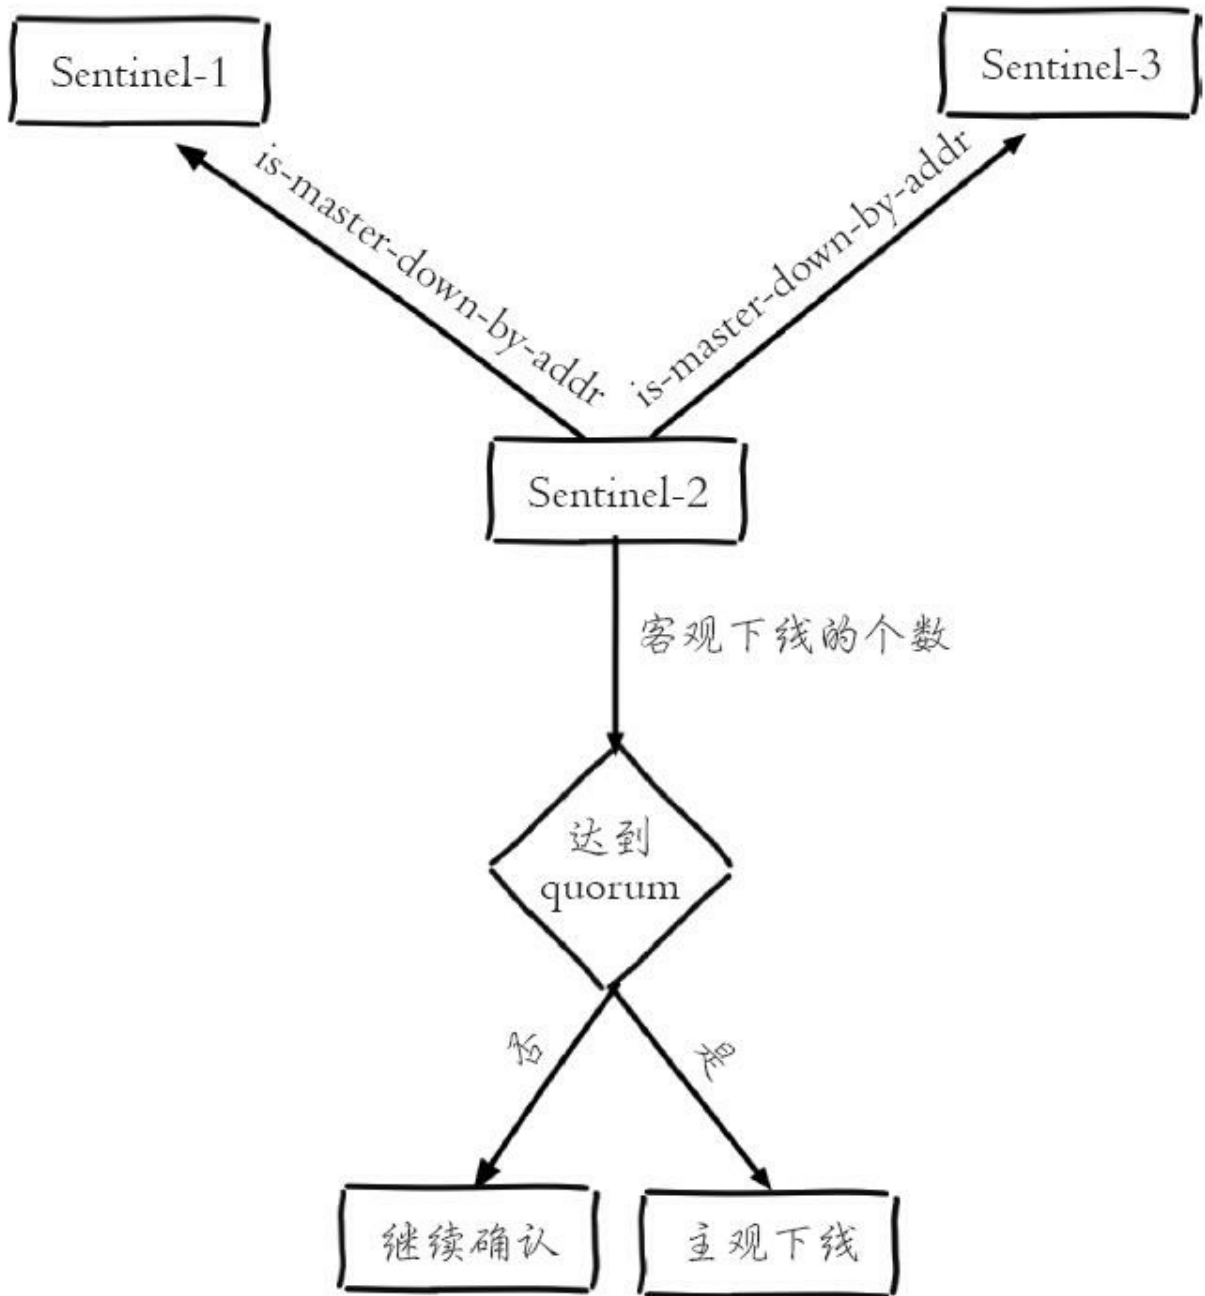 Sentinel-1
Sentinel-3
is-master-down-by-addr
is-master-down-by-addr
Sentinel-2
客观下线的个数
达到
quorum
否
是
继续确认
主观下线